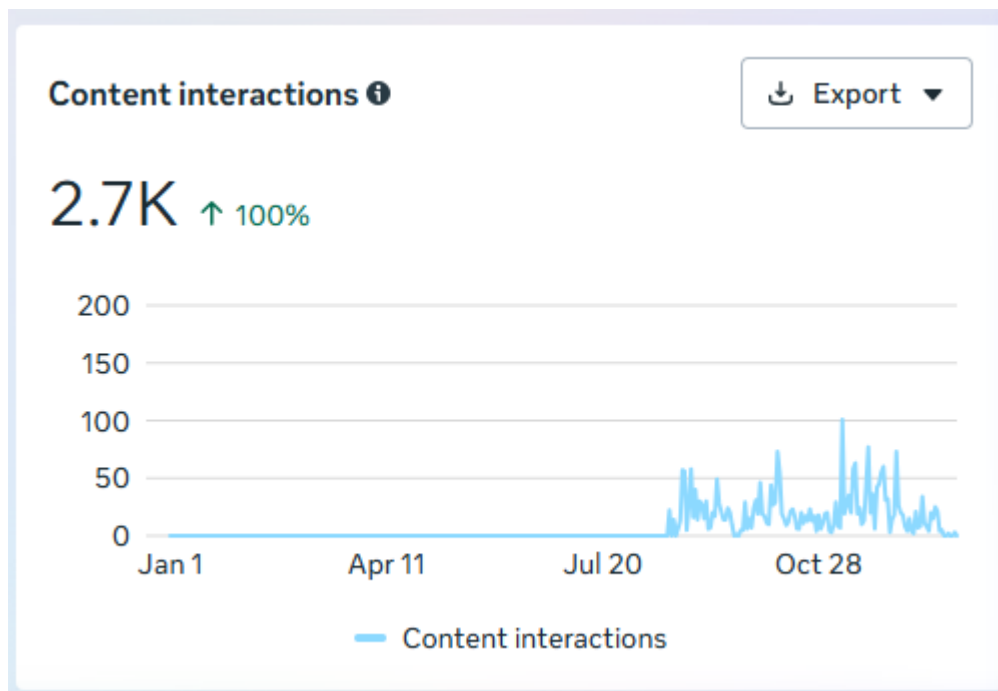 Content interactions
Export
2.7K ↑ 100%
200
150
100
50
0
Jan 1 Apr 11 Jul 20 Oct 28
Content interactions